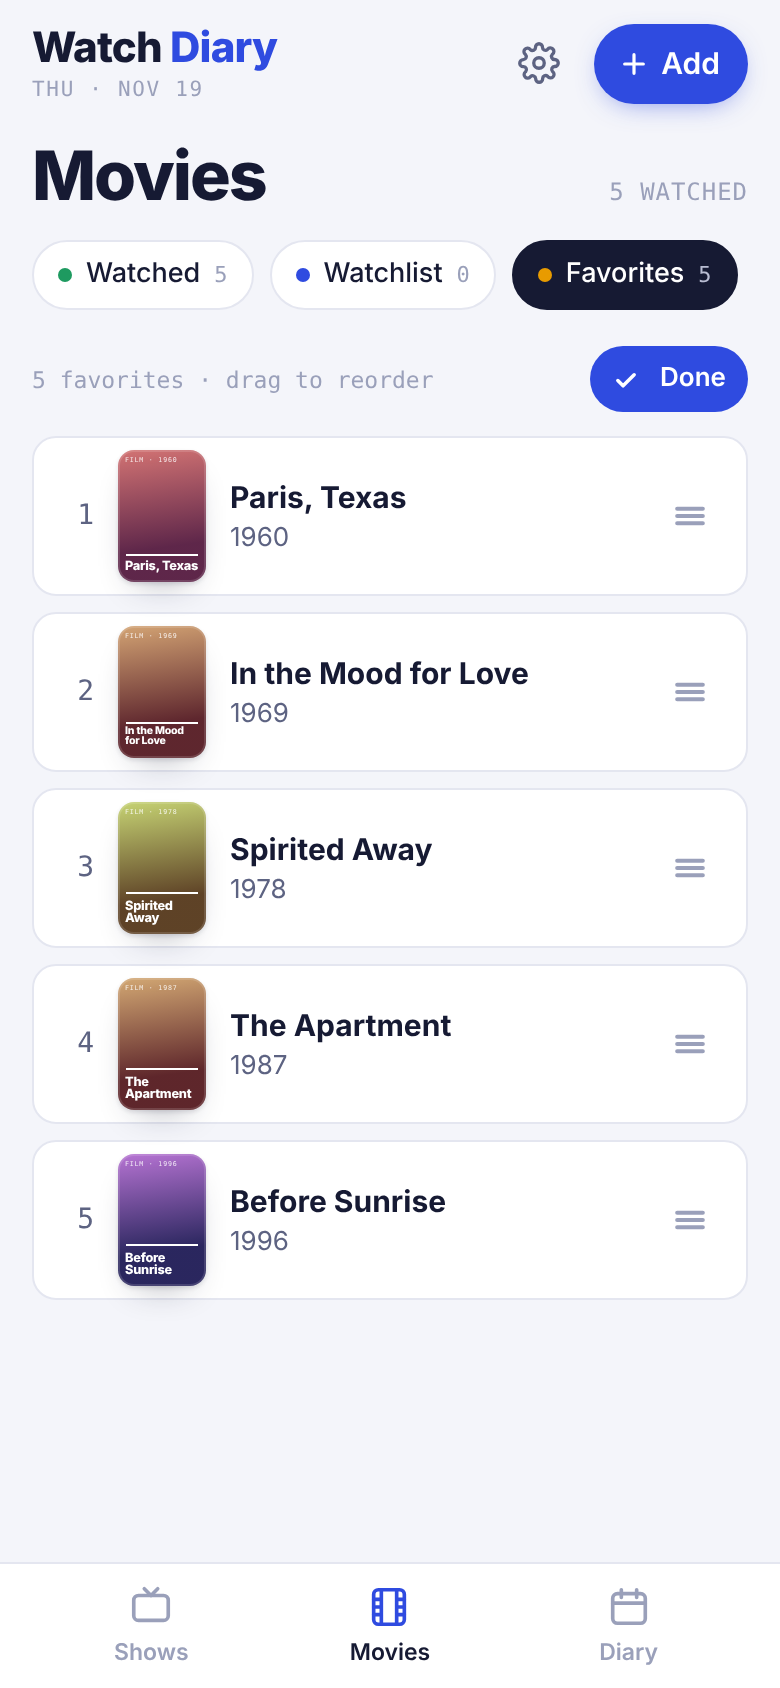 Watch Diary
THU · NOV 19
Add
Movies
5 WATCHED
Watched 5
Watchlist 0
Favorites 5
5 favorites · drag to reorder
Done
1
FILM · 1960
Paris, Texas
Paris, Texas
1960
2
FILM · 1969
In the Mood
for Love
In the Mood for Love
1969
3
FILM · 1978
Spirited
Away
Spirited Away
1978
4
FILM · 1987
The
Apartment
The Apartment
1987
5
FILM · 1996
Before
Sunrise
Before Sunrise
1996
Shows
Movies
Diary